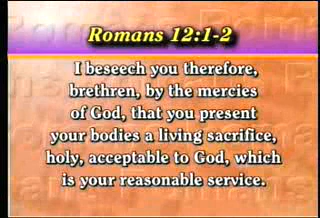 Romans 12:1-2
I beseech you therefore,
brethren, by the mercies
of God, that you present
your bodies a living sacrifice,
holy, acceptable to God, which
is your reasonable service.